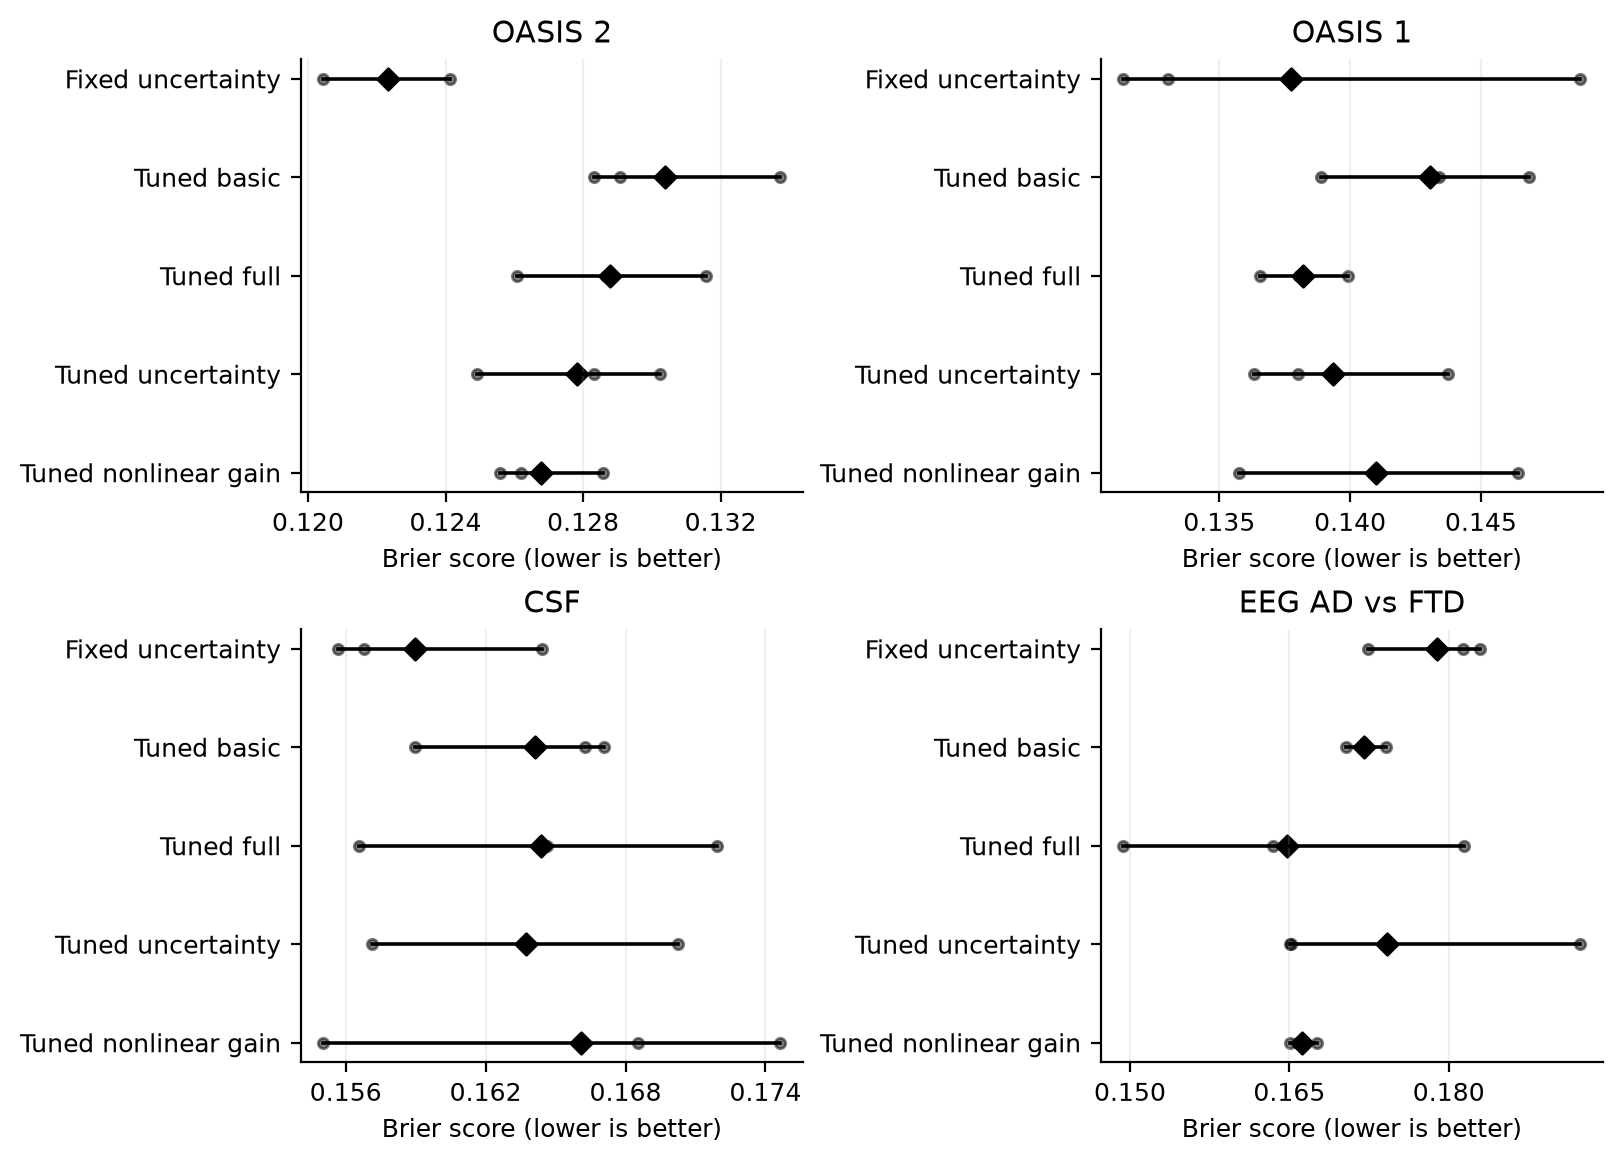 OASIS 2
Fixed uncertainty
Tuned basic
Tuned full
Tuned uncertainty
Tuned nonlinear gain
0.120 0.124 0.128 0.132
Brier score (lower is better)
OASIS 1
Fixed uncertainty
Tuned basic
Tuned full
Tuned uncertainty
Tuned nonlinear gain
0.135 0.140 0.145
Brier score (lower is better)
CSF
Fixed uncertainty
Tuned basic
Tuned full
Tuned uncertainty
Tuned nonlinear gain
0.156 0.162 0.168 0.174
Brier score (lower is better)
EEG AD vs FTD
Fixed uncertainty
Tuned basic
Tuned full
Tuned uncertainty
Tuned nonlinear gain
0.150 0.165 0.180
Brier score (lower is better)